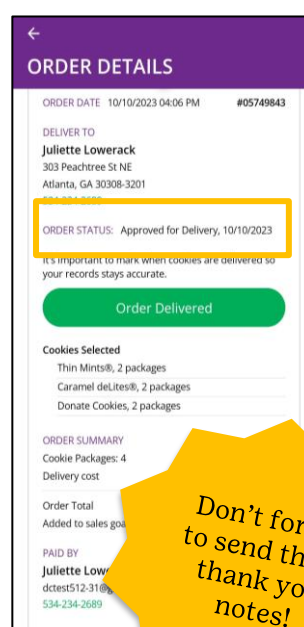 ←
ORDER DETAILS
ORDER DATE 10/10/2023 04:06 PM #05749843
DELIVER TO
Juliette Lowerack
303 Peachtree St NE
Atlanta, GA 30308-3201
ORDER STATUS: Approved for Delivery, 10/10/2023
It's important to mark when cookies are delivered so
your records stays accurate.
Order Delivered
Cookies Selected
Thin Mints®, 2 packages
Caramel deLites®, 2 packages
Donate Cookies, 2 packages
ORDER SUMMARY
Cookie Packages: 4
Delivery cost
Order Total
Added to sales goa
PAID BY
Juliette Low
dctest512-31@g
534-234-2689
Don't for
to send th
thank yo
notes!